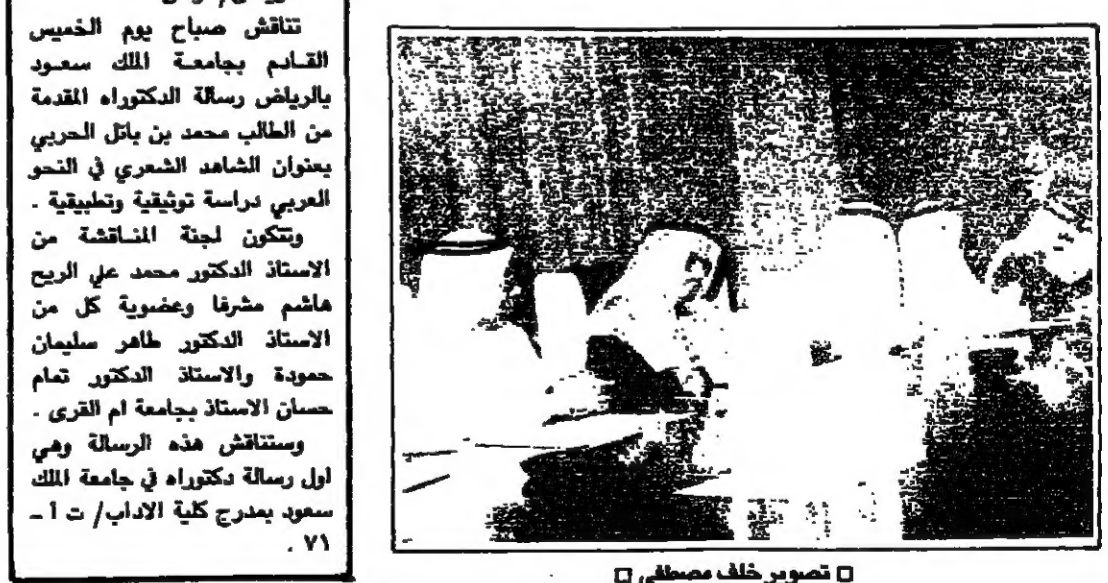 تناقش صباح يوم الخميس
القادم بجامعة الملك سعود
بالرياض رسالة الدكتوراه المقدمة
من الطالب محمد بن باتل الحربي
بعنوان الشاهد الشعري في النحو
العربي دراسة توثيقية وتطبيقية .
وتتكون لجنة المناقشة من
الاستاذ الدكتور محمد علي الريح
هاشم مشرفا وعضوية كل من
الاستاذ الدكتور طاهر سليمان
حمودة والاستاذ الدكتور تمام
حسان الاستاذ بجامعة ام القرى .
وستناقش هذه الرسالة وهي
اول رسالة دكتوراه في جامعة الملك
سعود بمدرج كلية الاداب/ ت أ ـ
٧١ .
□ تصوير خلف مصطفى □